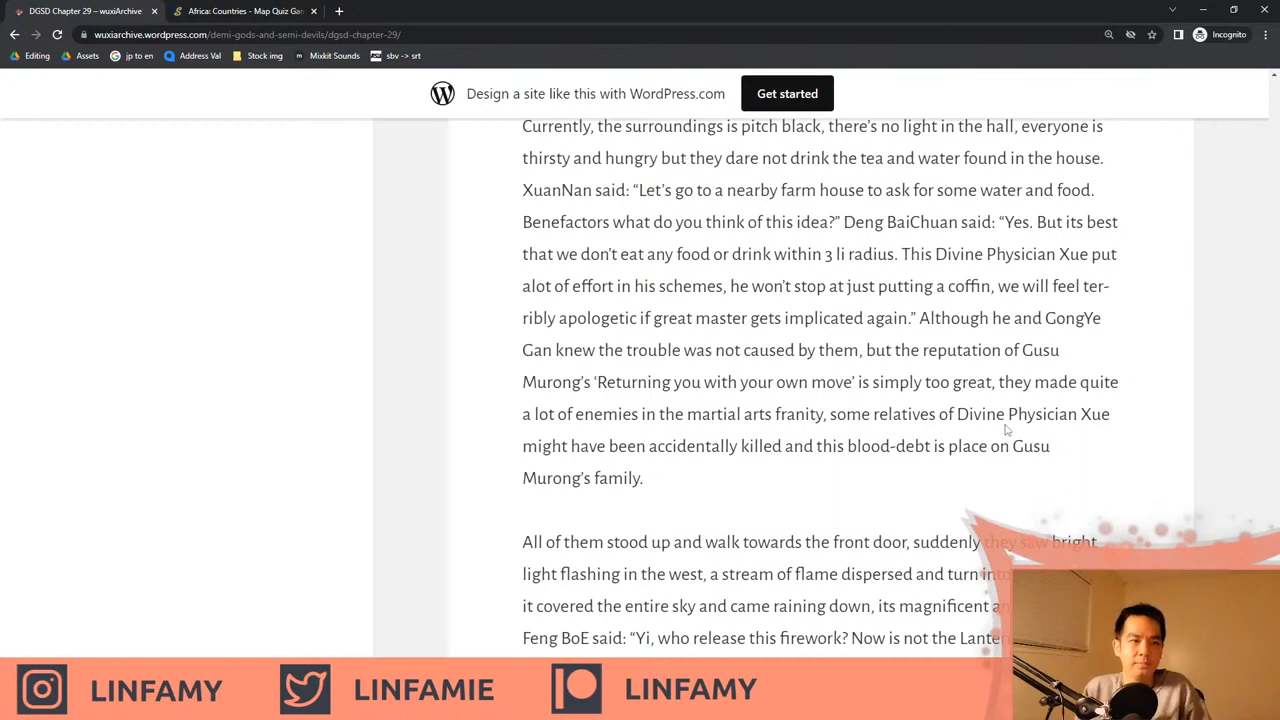 DGSD Chapter 29 – wuxiArchive
Africa: Countries - Map Quiz Gam
wuxiarchive.wordpress.com/demi-gods-and-semi-devils/dgsd-chapter-29/
Incognito
Editing
Assets
jp to en
Address Val
Stock img
Mixkit Sounds
sbv -> srt
Design a site like this with WordPress.com
Get started
Currently, the surroundings is pitch black, there’s no light in the hall, everyone is
thirsty and hungry but they dare not drink the tea and water found in the house.
XuanNan said: “Let’s go to a nearby farm house to ask for some water and food.
Benefactors what do you think of this idea?” Deng BaiChuan said: “Yes. But its best
that we don’t eat any food or drink within 3 li radius. This Divine Physician Xue put
alot of effort in his schemes, he won’t stop at just putting a coffin, we will feel ter-
ribly apologetic if great master gets implicated again.” Although he and GongYe
Gan knew the trouble was not caused by them, but the reputation of Gusu
Murong’s ‘Returning you with your own move’ is simply too great, they made quite
a lot of enemies in the martial arts franity, some relatives of Divine Physician Xue
might have been accidentally killed and this blood-debt is place on Gusu
Murong’s family.
All of them stood up and walk towards the front door, suddenly they saw bright
light flashing in the west, a stream of flame dispersed and turn into
it covered the entire sky and came raining down, its magnificent
Feng BoE said: “Yi, who release this firework? Now is not the
LINFAMY
LINFAMIE
LINFAMY